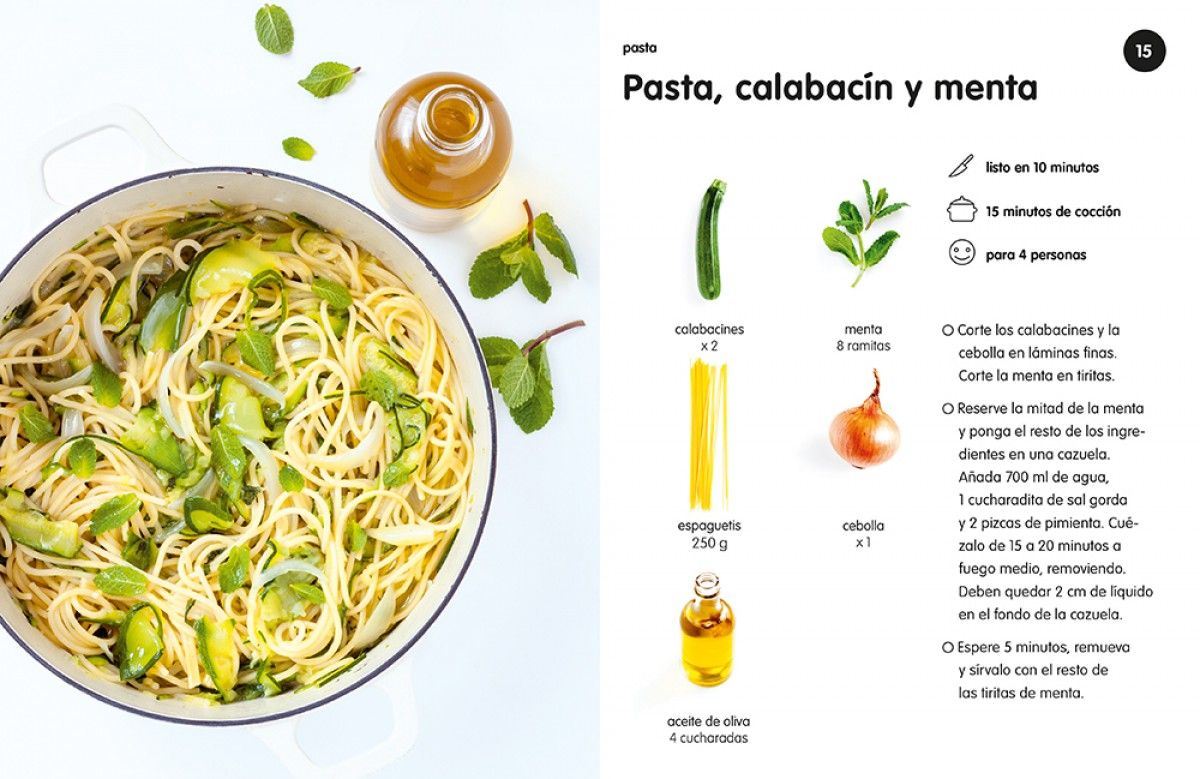 pasta
15
Pasta, calabacín y menta
listo en 10 minutos
15 minutos de cocción
para 4 personas
calabacines
x 2
menta
8 ramitas
espaguetis
250 g
cebolla
x 1
aceite de oliva
4 cucharadas
Corte los calabacines y la
cebolla en láminas finas.
Corte la menta en tiritas.
Reserve la mitad de la menta
y ponga el resto de los ingre-
dientes en una cazuela.
Añada 700 ml de agua,
1 cucharadita de sal gorda
y 2 pizcas de pimienta. Cué-
zalo de 15 a 20 minutos a
fuego medio, removiendo.
Deben quedar 2 cm de líquido
en el fondo de la cazuela.
Espere 5 minutos, remueva
y sírvalo con el resto de
las tiritas de menta.